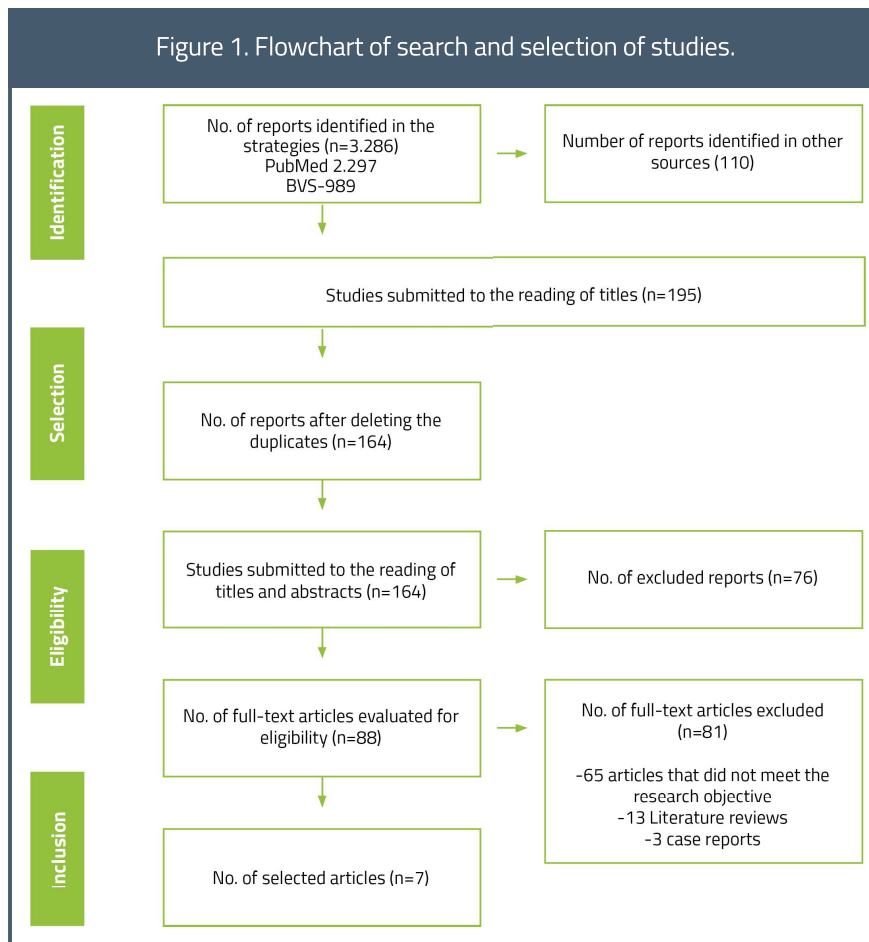 Figure 1. Flowchart of search and selection of studies.
Identification
No. of reports identified in the
strategies (n=3.286)
PubMed 2.297
BVS-989
Number of reports identified in other
sources (110)
Studies submitted to the reading of titles (n=195)
Selection
No. of reports after deleting the
duplicates (n=164)
Eligibility
Studies submitted to the reading of
titles and abstracts (n=164)
No. of excluded reports (n=76)
No. of full-text articles evaluated for
eligibility (n=88)
No. of full-text articles excluded
(n=81)
-65 articles that did not meet the
research objective
-13 Literature reviews
-3 case reports
Inclusion
No. of selected articles (n=7)